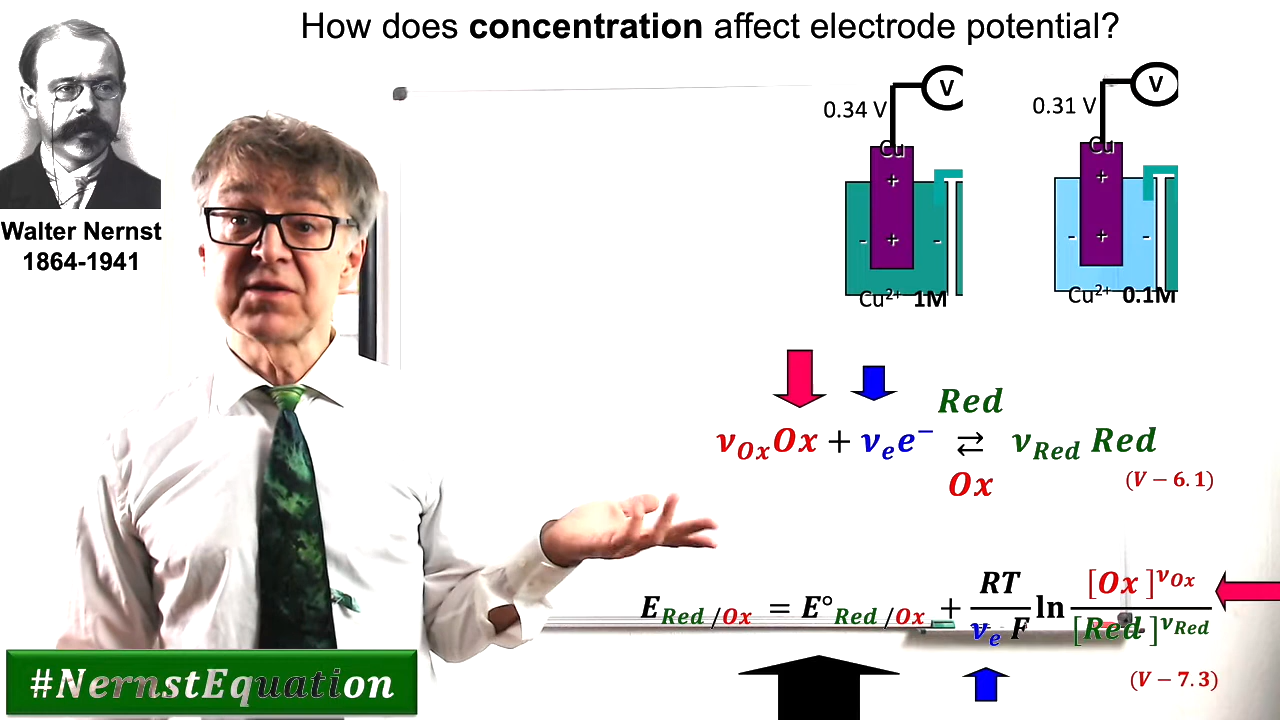 How does concentration affect electrode potential?
Walter Nernst
1864-1941
0.34 V
V
Cu
+
- + -
Cu²⁺ 1M
0.31 V
V
Cu
+
- + -
Cu²⁺ 0.1M
Red
ν_Ox Ox + ν_e e⁻ ⇄ ν_Red Red
Ox
(V − 6.1)
E_Red /Ox = E°_Red /Ox + RT/(ν_e F) ln [Ox ]^ν_Ox / [Red ]^ν_Red
(V − 7.3)
#NernstEquation